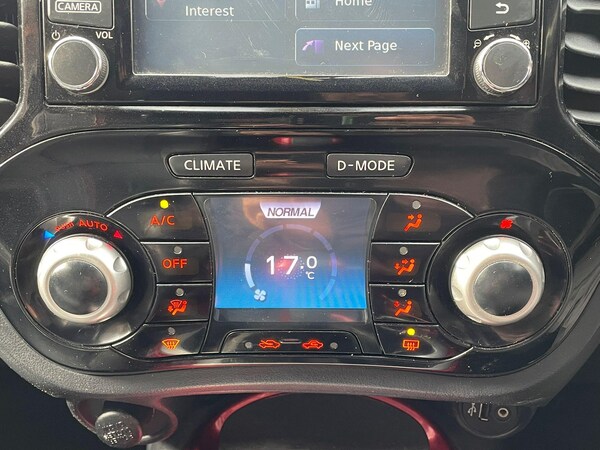 CAMERA
VOL
Interest
Home
Next Page
CLIMATE
D-MODE
AUTO
A/C
OFF
NORMAL
17.0
°C